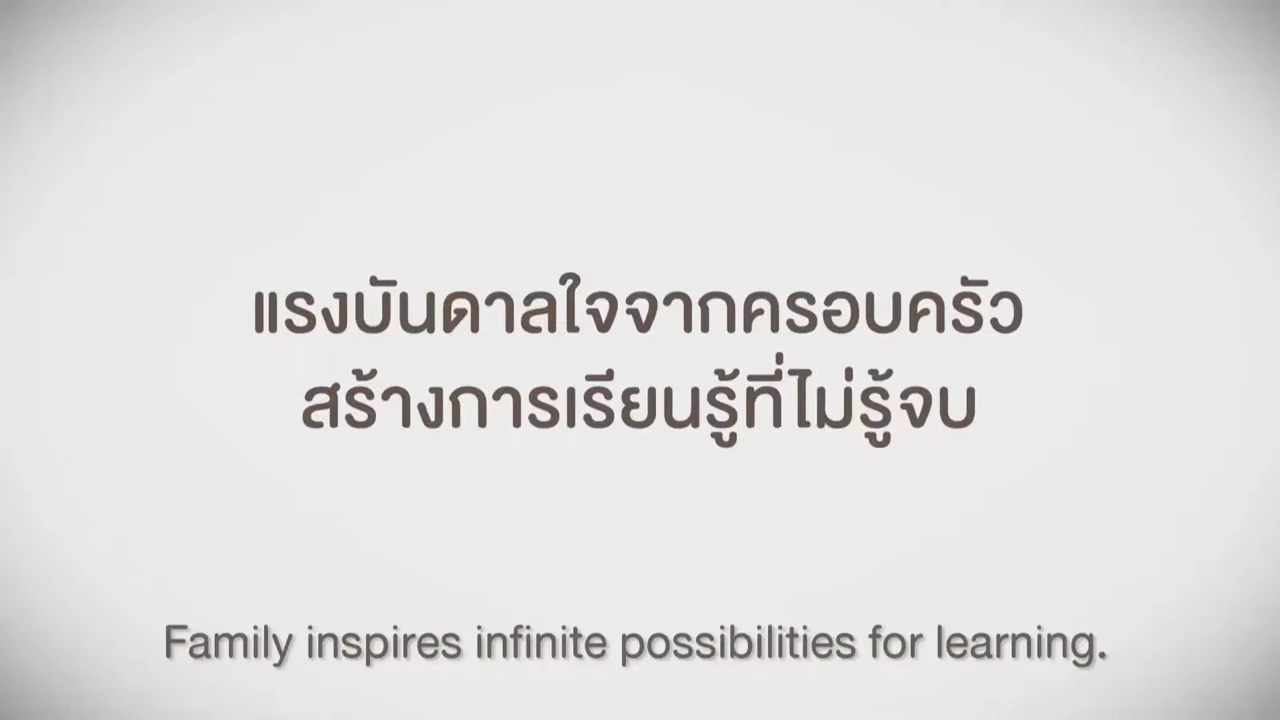 แรงบันดาลใจจากครอบครัว
สร้างการเรียนรู้ที่ไม่รู้จบ
Family inspires infinite possibilities for learning.